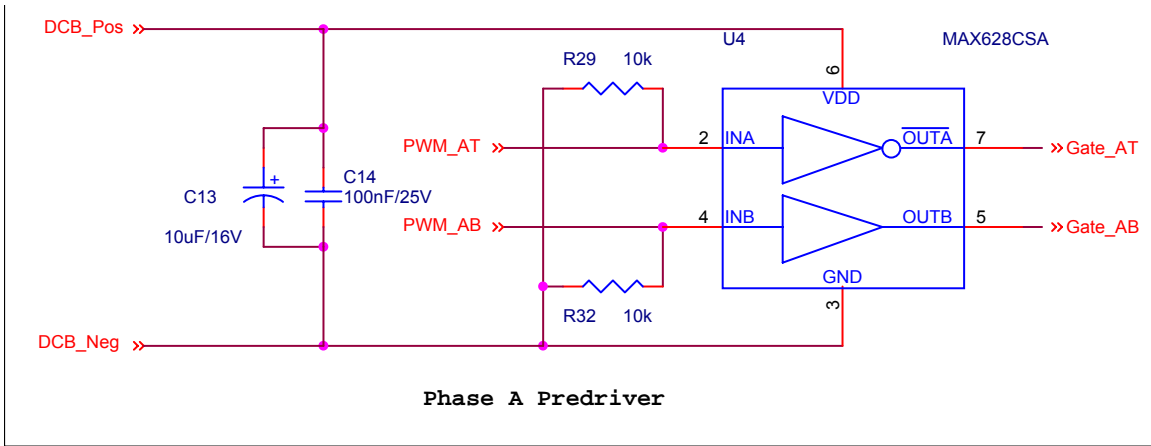 DCB_Pos
U4
MAX628CSA
R29 10k
6
VDD
PWM_AT
2
INA
OUTA
7
Gate_AT
C13
+
C14
100nF/25V
10uF/16V
PWM_AB
4
INB
OUTB
5
Gate_AB
GND
R32 10k
3
DCB_Neg
Phase A Predriver